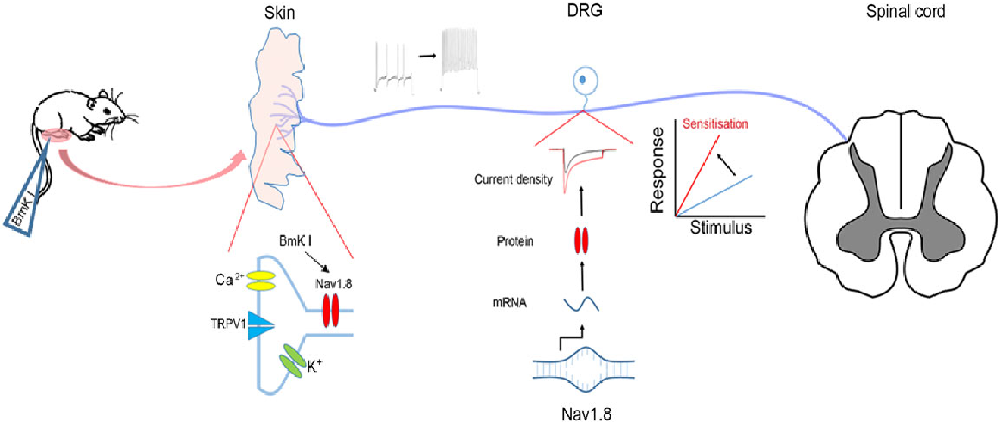 Skin
DRG
Spinal cord
BmK I
BmK I
Nav1.8
Ca2+
TRPV1
K+
Current density
Protein
mRNA
Nav1.8
Sensitisation
Response
Stimulus